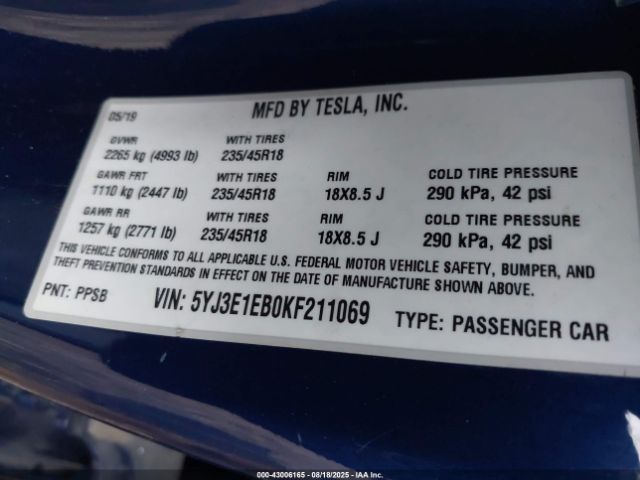 05/19 MFD BY TESLA, INC.
GVWR WITH TIRES
2265 kg (4993 lb) 235/45R18
GAWR FRT WITH TIRES RIM COLD TIRE PRESSURE
1110 kg (2447 lb) 235/45R18 18X8.5 J 290 kPa, 42 psi
GAWR RR WITH TIRES RIM COLD TIRE PRESSURE
1257 kg (2771 lb) 235/45R18 18X8.5 J 290 kPa, 42 psi
THIS VEHICLE CONFORMS TO ALL APPLICABLE U.S. FEDERAL MOTOR VEHICLE SAFETY, BUMPER, AND
THEFT PREVENTION STANDARDS IN EFFECT ON THE DATE OF MANUFACTURE SHOWN ABOVE.
PNT: PPSB VIN: 5YJ3E1EB0KF211069 TYPE: PASSENGER CAR
000-43006165 - 08/18/2025 - IAA Inc.